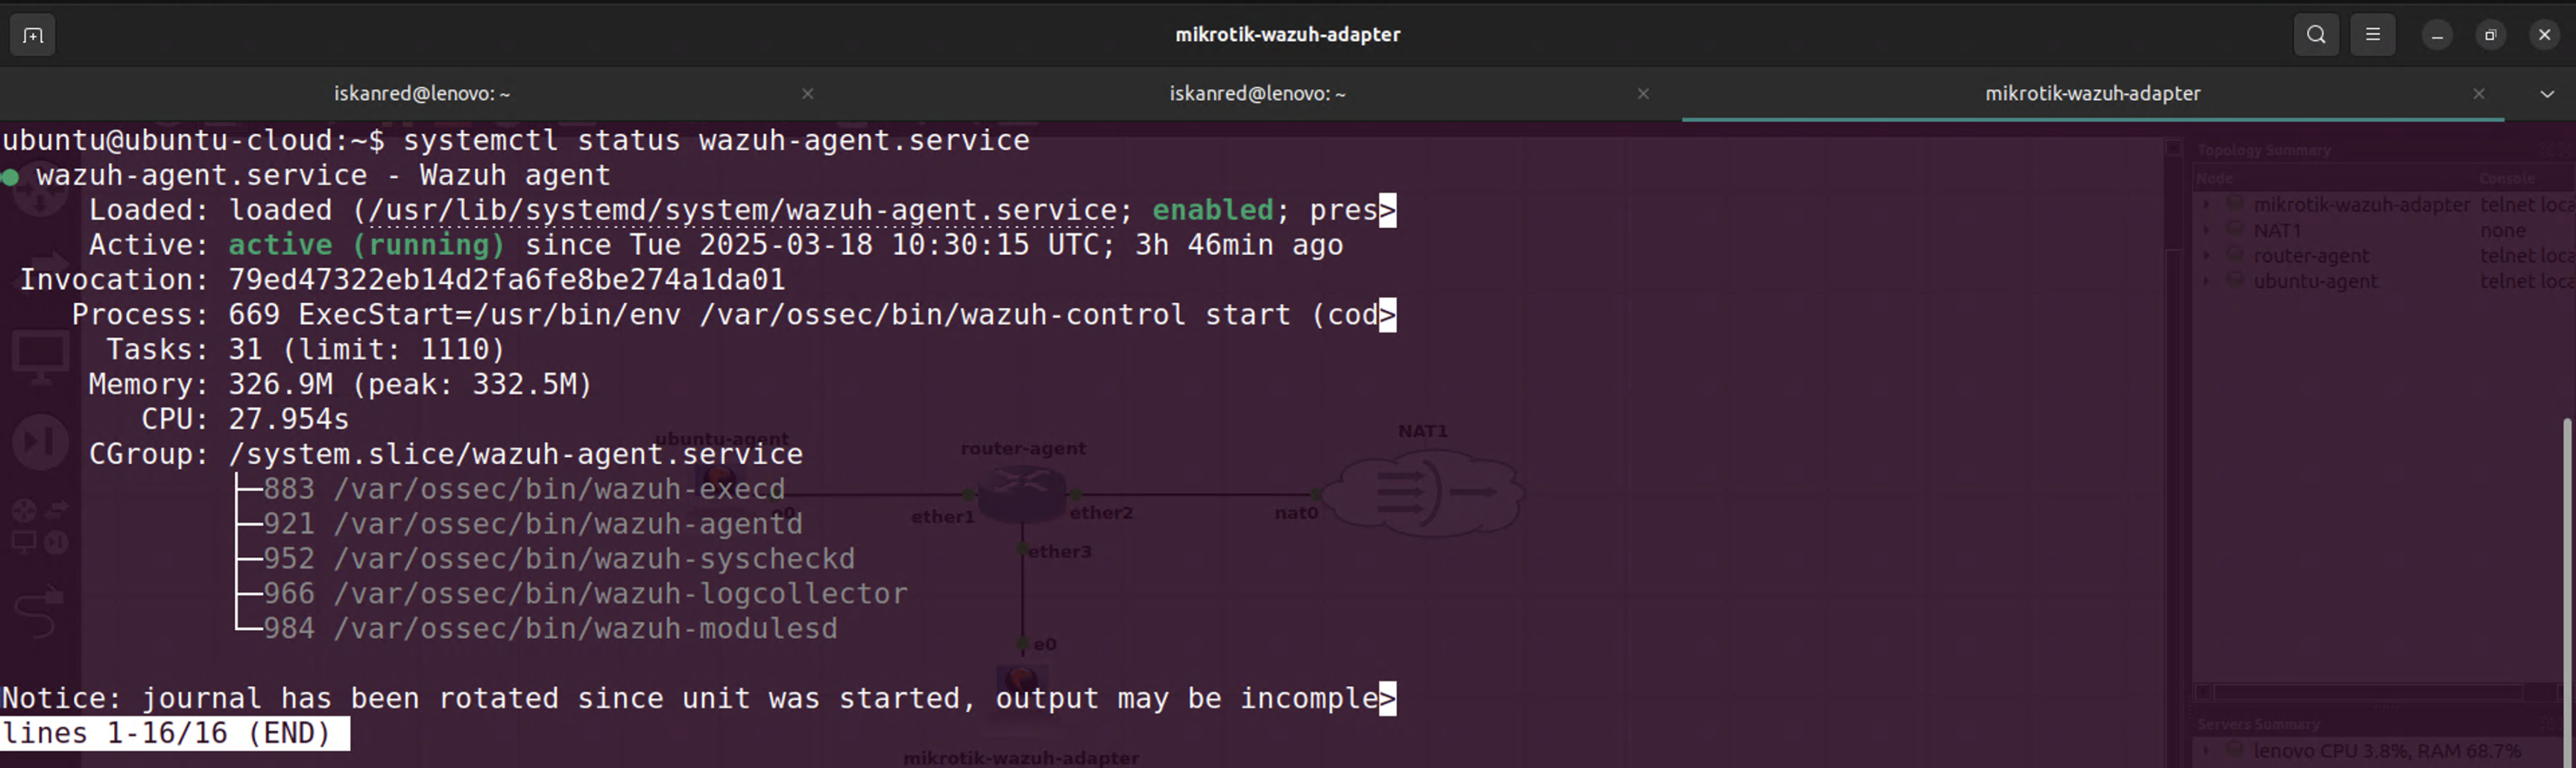 mikrotik-wazuh-adapter
iskanred@lenovo: ~
iskanred@lenovo: ~
mikrotik-wazuh-adapter
ubuntu@ubuntu-cloud:~$ systemctl status wazuh-agent.service
● wazuh-agent.service - Wazuh agent
Loaded: loaded (/usr/lib/systemd/system/wazuh-agent.service; enabled; pres>
Active: active (running) since Tue 2025-03-18 10:30:15 UTC; 3h 46min ago
Invocation: 79ed47322eb14d2fa6fe8be274a1da01
Process: 669 ExecStart=/usr/bin/env /var/ossec/bin/wazuh-control start (cod>
Tasks: 31 (limit: 1110)
Memory: 326.9M (peak: 332.5M)
CPU: 27.954s
CGroup: /system.slice/wazuh-agent.service
├─883 /var/ossec/bin/wazuh-execd
├─921 /var/ossec/bin/wazuh-agentd
├─952 /var/ossec/bin/wazuh-syscheckd
├─966 /var/ossec/bin/wazuh-logcollector
└─984 /var/ossec/bin/wazuh-modulesd
Notice: journal has been rotated since unit was started, output may be incomple>
lines 1-16/16 (END)
ubuntu-agent
router-agent
NAT1
e0
ether1
ether2
nat0
ether3
e0
mikrotik-wazuh-adapter
Topology Summary
Node Console
mikrotik-wazuh-adapter telnet loca
NAT1 none
router-agent telnet loca
ubuntu-agent telnet loca
Servers Summary
lenovo CPU 3.8%, RAM 68.7%